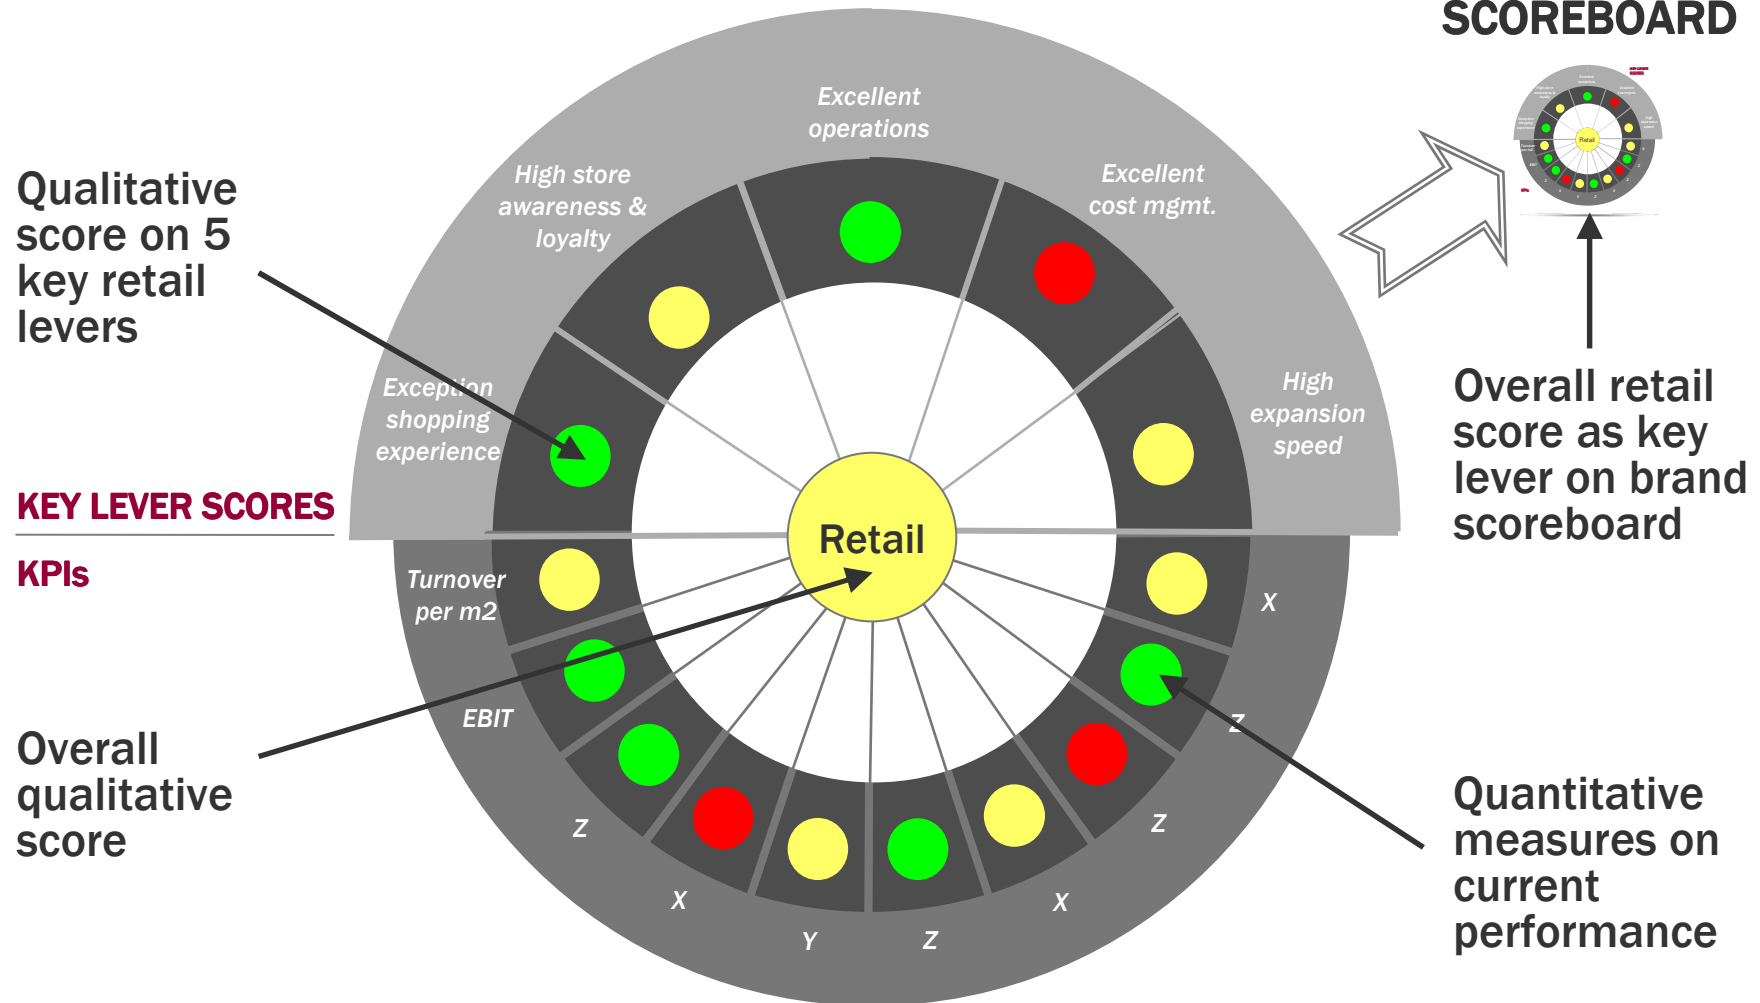 SCOREBOARD
Excellent
operations
High store
awareness &
loyalty
Excellent
cost mgmt.
Qualitative
score on 5
key retail
levers
Exception
shopping
experience
High
expansion
speed
Overall retail
score as key
lever on brand
scoreboard
KEY LEVER SCORES
KPIs
Retail
Turnover
per m2
EBIT
Z
X
Y
Z
X
Z
Z
X
Overall
qualitative
score
Quantitative
measures on
current
performance
Retail
KPIs